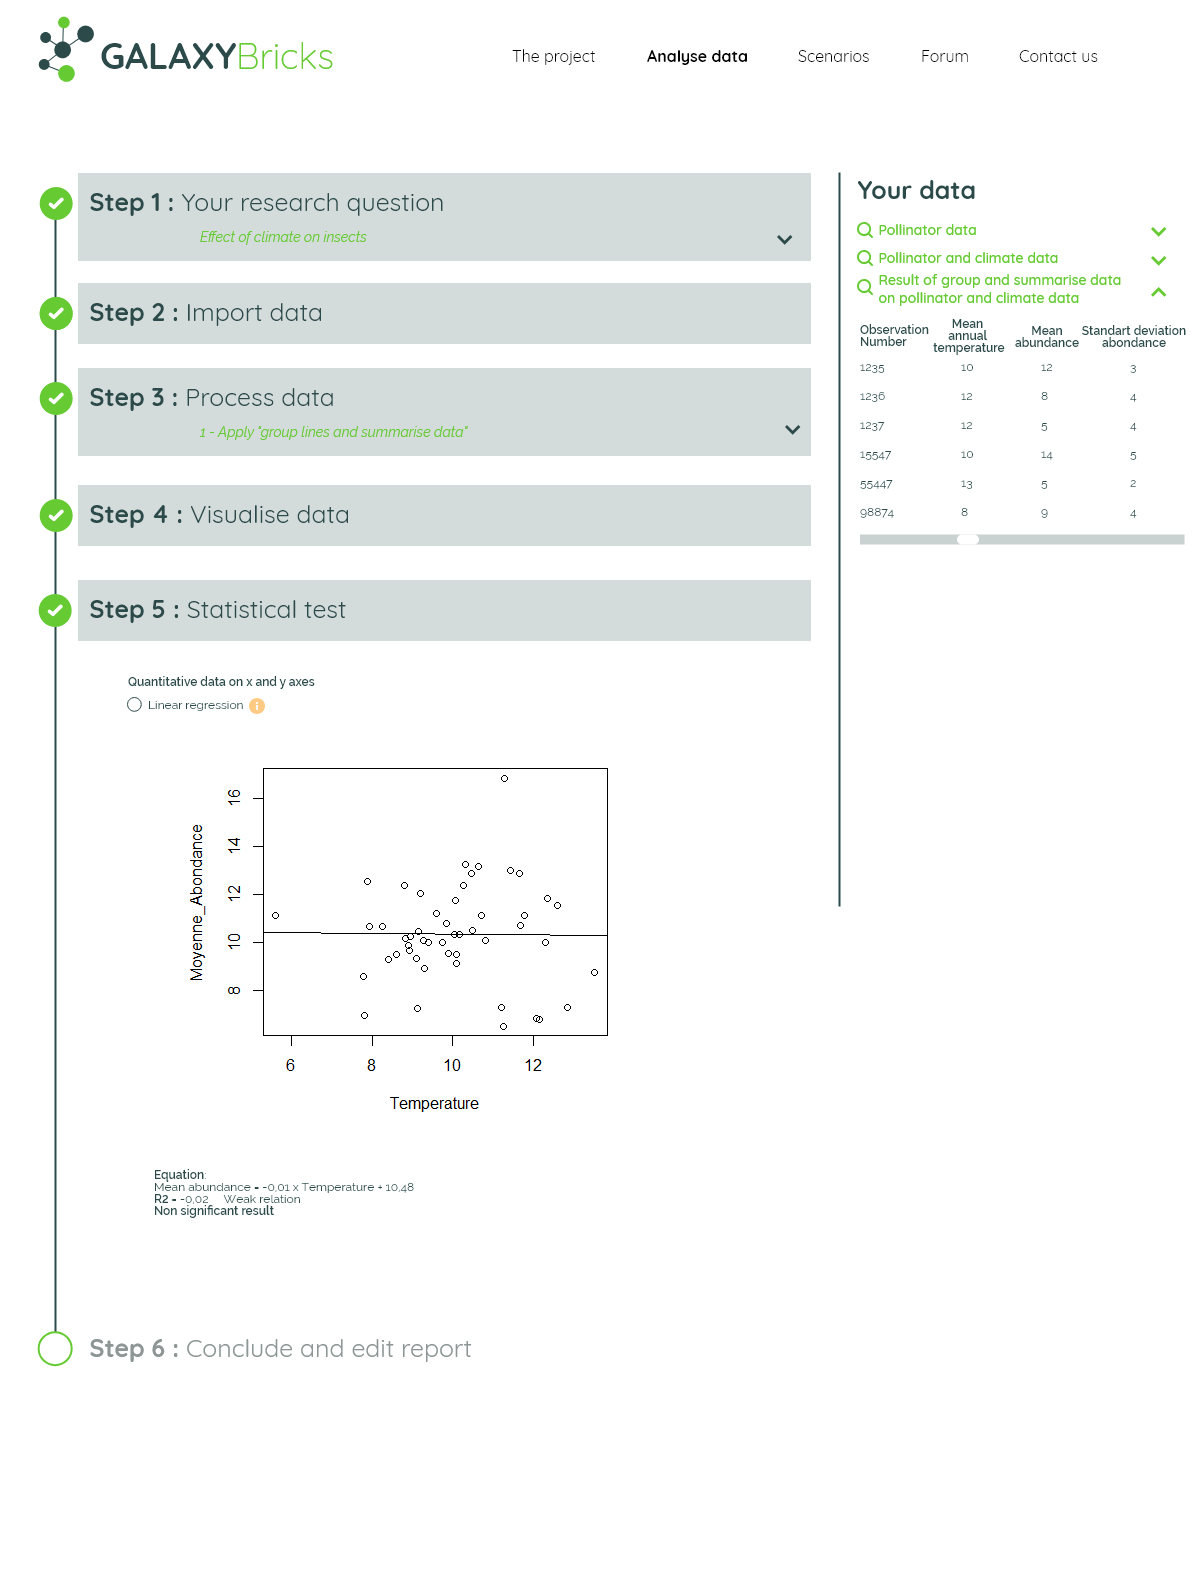 GALAXYBricks
The project
Analyse data
Scenarios
Forum
Contact us
Step 1 : Your research question
Effect of climate on insects
Step 2 : Import data
Step 3 : Process data
1 - Apply "group lines and summarise data"
Step 4 : Visualise data
Step 5 : Statistical test
Quantitative data on x and y axes
Linear regression
i
16
14
12
10
8
Moyenne_Abondance
6 8 10 12
Temperature
Equation:
Mean abundance = -0,01 x Temperature + 10,48
R2 = -0,02 Weak relation
Non significant result
Step 6 : Conclude and edit report
Your data
Pollinator data
Pollinator and climate data
Result of group and summarise data
on pollinator and climate data
Observation
Number
Mean
annual
temperature
Mean
abundance
Standart deviation
abondance
1235 10 12 3
1236 12 8 4
1237 12 5 4
15547 10 14 5
55447 13 5 2
98874 8 9 4